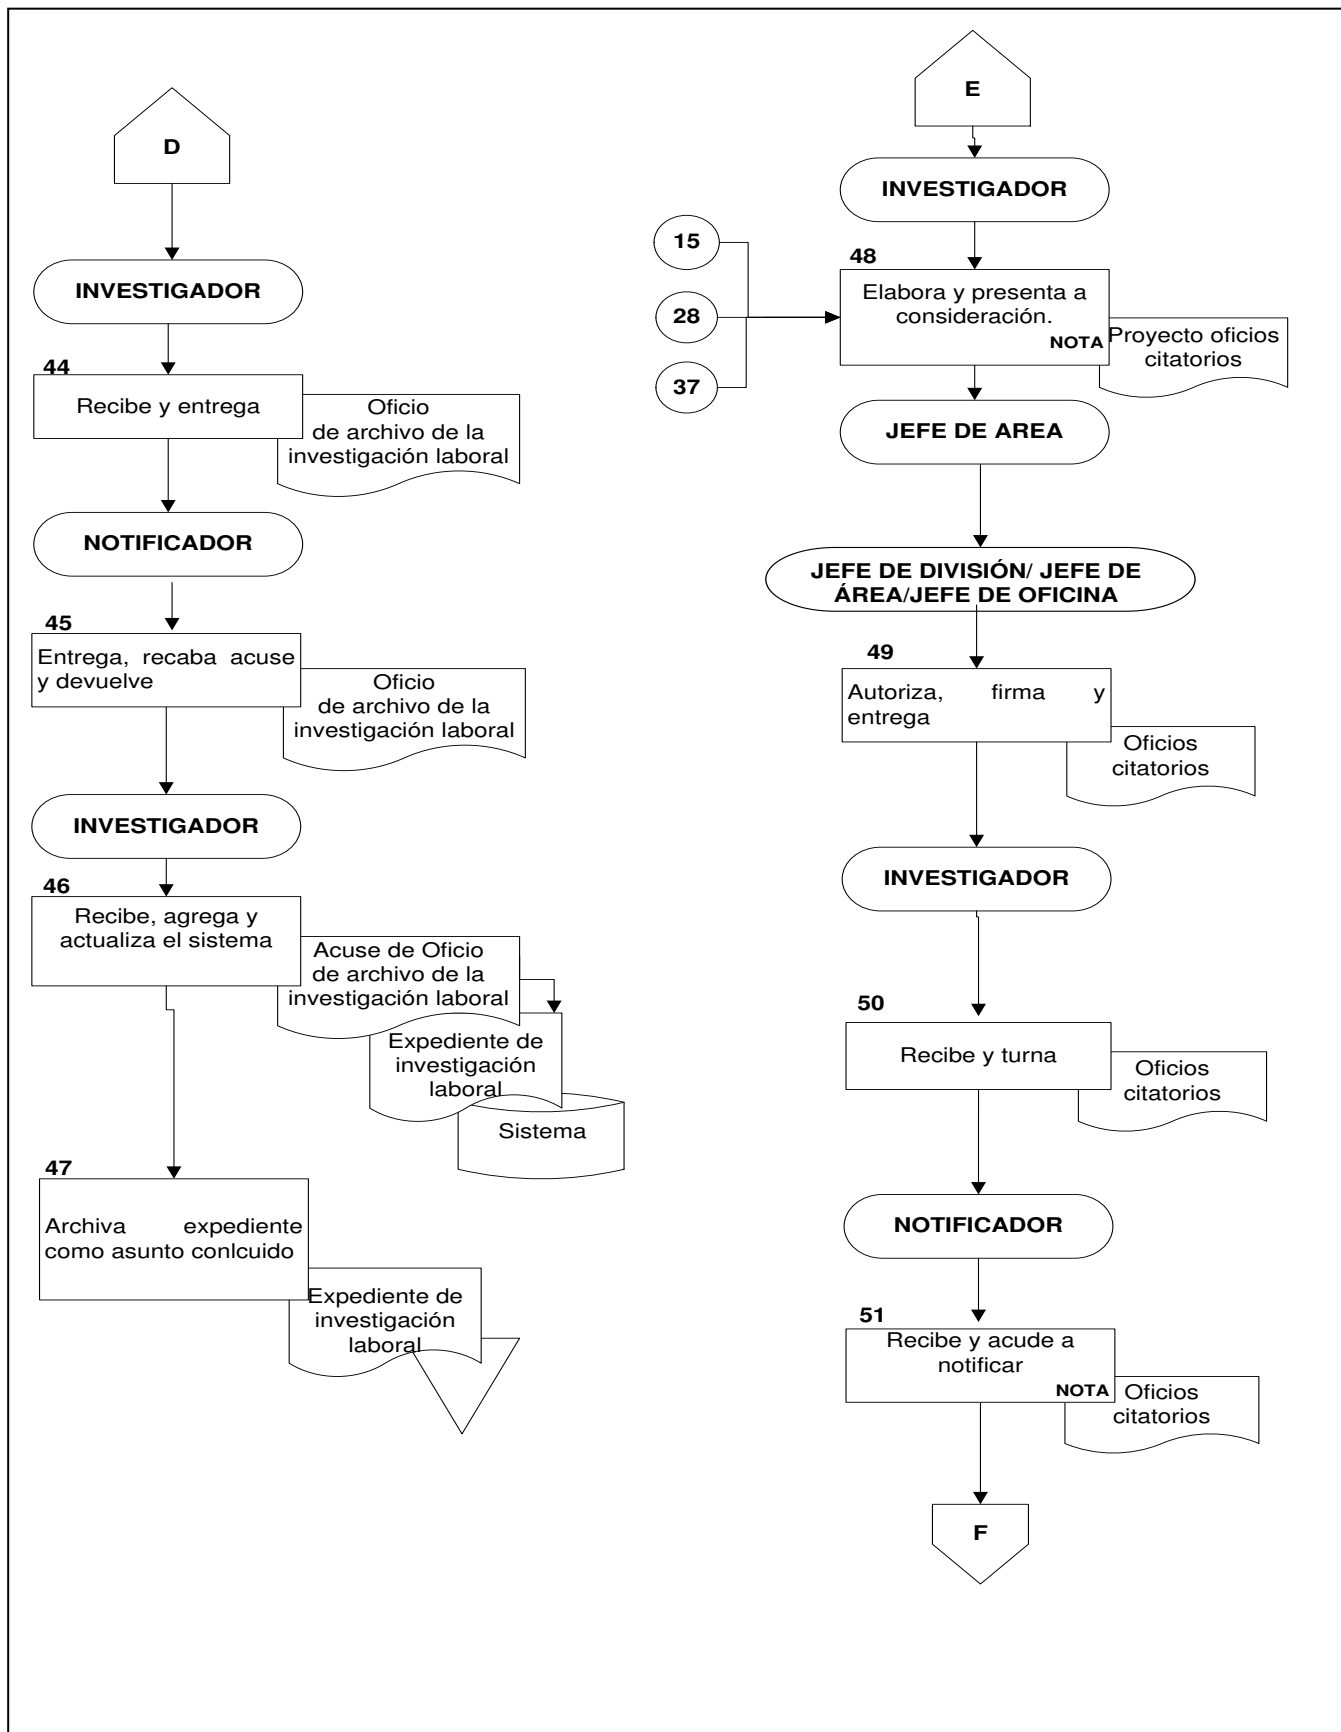 D
INVESTIGADOR
44
Recibe y entrega
Oficio
de archivo de la
investigación laboral
NOTIFICADOR
45
Entrega, recaba acuse
y devuelve
Oficio
de archivo de la
investigación laboral
INVESTIGADOR
46
Recibe, agrega y
actualiza el sistema
Acuse de Oficio
de archivo de la
investigación laboral
Expediente de
investigación
laboral
Sistema
47
Archiva expediente
como asunto conlcuido
Expediente de
investigación
laboral
E
INVESTIGADOR
15
28
37
48
Elabora y presenta a
consideración.
NOTA
Proyecto oficios
citatorios
JEFE DE AREA
JEFE DE DIVISIÓN/ JEFE DE
ÁREA/JEFE DE OFICINA
49
Autoriza, firma y
entrega
Oficios
citatorios
INVESTIGADOR
50
Recibe y turna
Oficios
citatorios
NOTIFICADOR
51
Recibe y acude a
notificar
NOTA
Oficios
citatorios
F